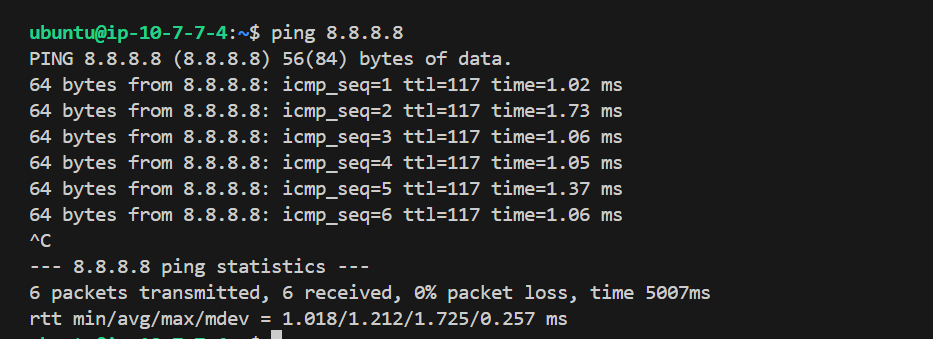 ubuntu@ip-10-7-7-4:~$ ping 8.8.8.8
PING 8.8.8.8 (8.8.8.8) 56(84) bytes of data.
64 bytes from 8.8.8.8: icmp_seq=1 ttl=117 time=1.02 ms
64 bytes from 8.8.8.8: icmp_seq=2 ttl=117 time=1.73 ms
64 bytes from 8.8.8.8: icmp_seq=3 ttl=117 time=1.06 ms
64 bytes from 8.8.8.8: icmp_seq=4 ttl=117 time=1.05 ms
64 bytes from 8.8.8.8: icmp_seq=5 ttl=117 time=1.37 ms
64 bytes from 8.8.8.8: icmp_seq=6 ttl=117 time=1.06 ms
^C
--- 8.8.8.8 ping statistics ---
6 packets transmitted, 6 received, 0% packet loss, time 5007ms
rtt min/avg/max/mdev = 1.018/1.212/1.725/0.257 ms